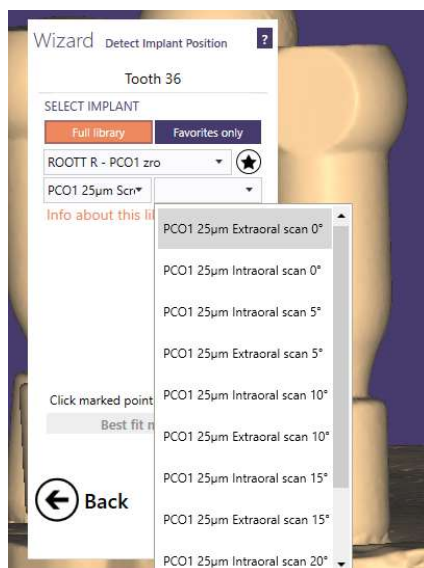 Wizard Detect Implant Position ?
Tooth 36
SELECT IMPLANT
Full library Favorites only
ROOTT R - PCO1 zro
PCO1 25µm Scr
Info about this li
PCO1 25µm Extraoral scan 0°
PCO1 25µm Intraoral scan 0°
PCO1 25µm Intraoral scan 5°
PCO1 25µm Extraoral scan 5°
PCO1 25µm Intraoral scan 10°
Click marked point
PCO1 25µm Extraoral scan 10°
Best fit
PCO1 25µm Intraoral scan 15°
Back
PCO1 25µm Extraoral scan 15°
PCO1 25µm Intraoral scan 20°